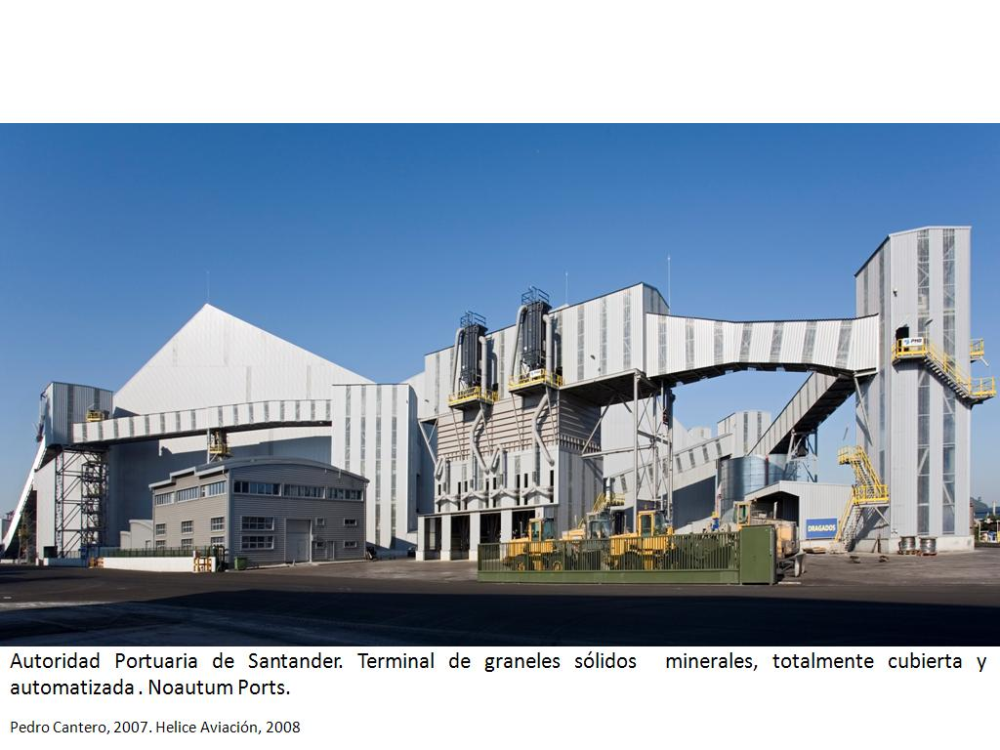 PHB
DRAGADOS
Autoridad Portuaria de Santander. Terminal de graneles sólidos minerales, totalmente cubierta y
automatizada . Noautum Ports.
Pedro Cantero, 2007. Helice Aviación, 2008